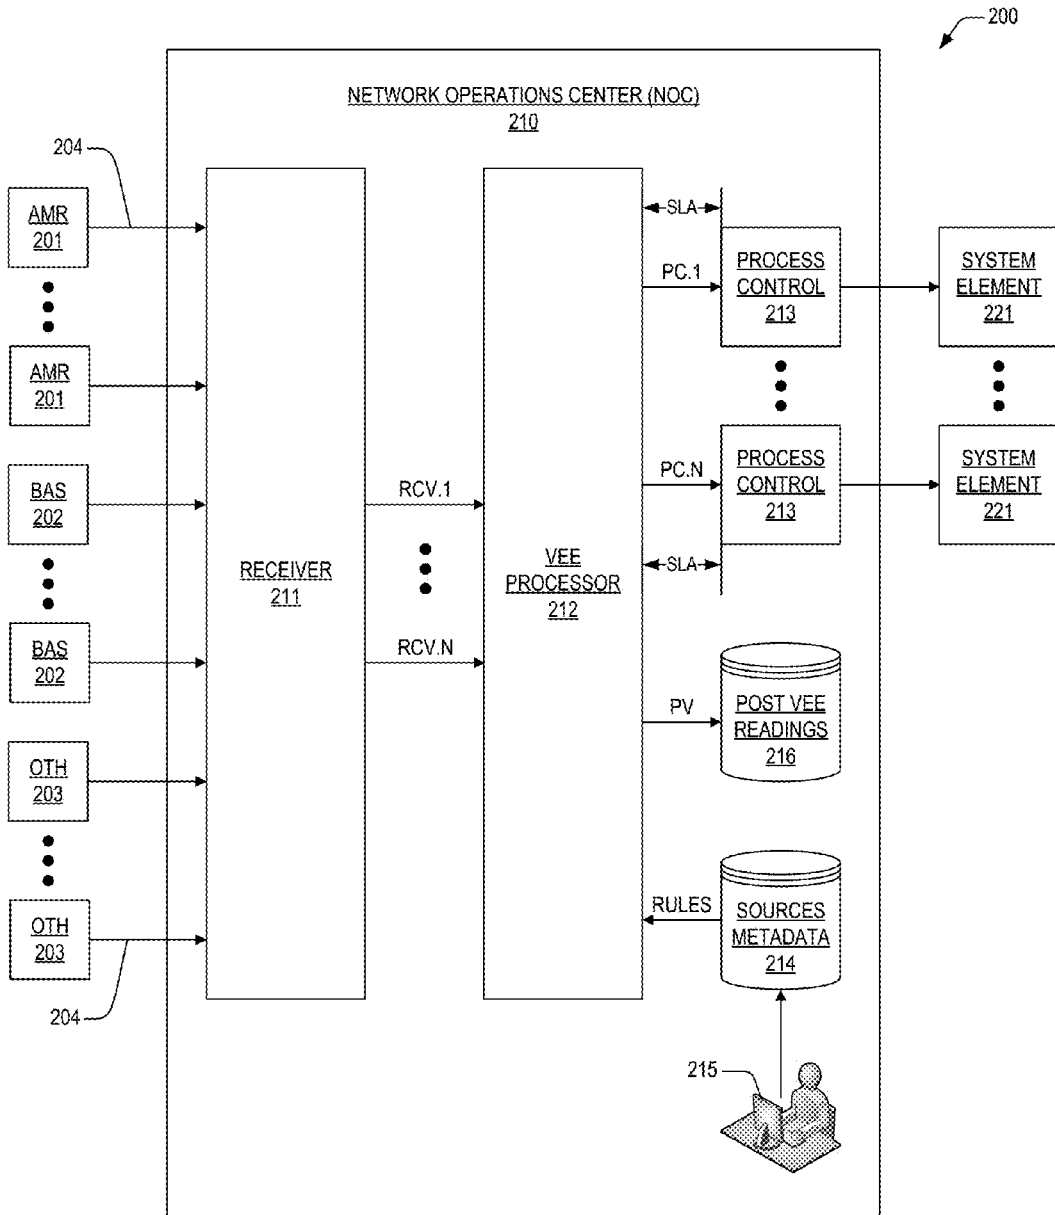 200
NETWORK OPERATIONS CENTER (NOC)
210
204
AMR
201
AMR
201
BAS
202
BAS
202
OTH
203
OTH
203
204
RECEIVER
211
RCV.1
RCV.N
VEE
PROCESSOR
212
SLA
PC.1
PC.N
SLA
PV
RULES
PROCESS
CONTROL
213
PROCESS
CONTROL
213
SYSTEM
ELEMENT
221
SYSTEM
ELEMENT
221
POST VEE
READINGS
216
SOURCES
METADATA
214
215